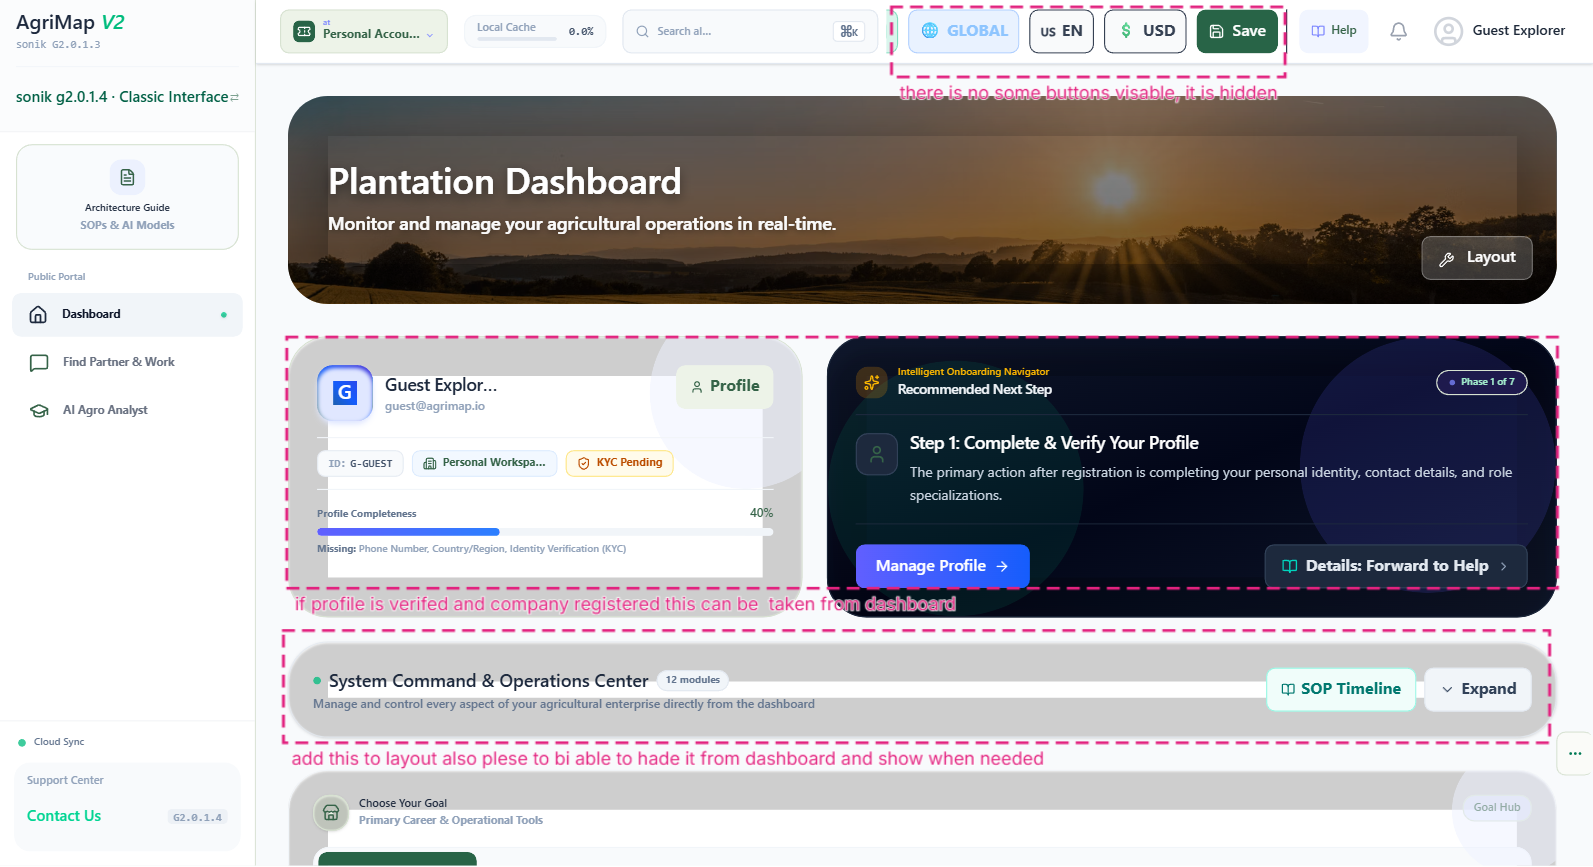 AgriMap V2
sonik G2.0.1.3
sonik g2.0.1.4 · Classic Interface
Architecture Guide
SOPs & AI Models
Public Portal
Dashboard
Find Partner & Work
AI Agro Analyst
Cloud Sync
Support Center
Contact Us
G2.0.1.4
at
Personal Accou...
Local Cache
0.0%
Search al...
⌘K
GLOBAL
US EN
$ USD
Save
Help
Guest Explorer
there is no some buttons visable, it is hidden
Plantation Dashboard
Monitor and manage your agricultural operations in real-time.
Layout
G
Guest Explor...
guest@agrimap.io
Profile
ID: G-GUEST
Personal Workspa...
KYC Pending
Profile Completeness
40%
Missing: Phone Number, Country/Region, Identity Verification (KYC)
Intelligent Onboarding Navigator
Recommended Next Step
Phase 1 of 7
Step 1: Complete & Verify Your Profile
The primary action after registration is completing your personal identity, contact details, and role
specializations.
Manage Profile →
Details: Forward to Help
if profile is verifed and company registered this can be taken from dashboard
System Command & Operations Center
12 modules
Manage and control every aspect of your agricultural enterprise directly from the dashboard
SOP Timeline
Expand
add this to layout also plese to bi able to hade it from dashboard and show when needed
Choose Your Goal
Primary Career & Operational Tools
Goal Hub